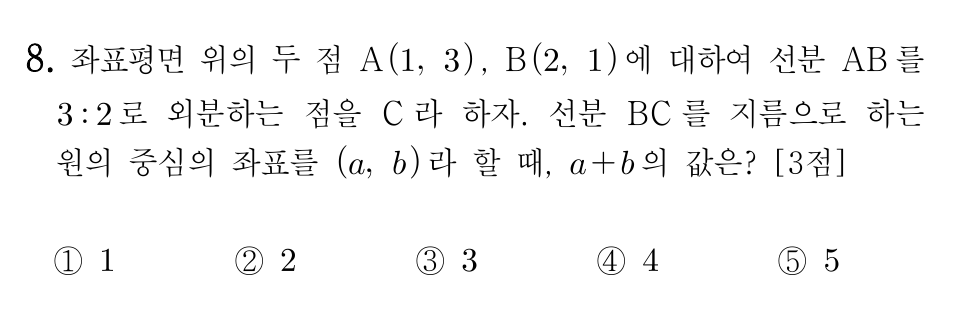 8. 좌표평면 위의 두 점 A(1, 3), B(2, 1)에 대하여 선분 AB를
3:2로 외분하는 점을 C라 하자. 선분 BC를 지름으로 하는
원의 중심의 좌표를 (a, b)라 할 때, a+b의 값은? [3점]
① 1 ② 2 ③ 3 ④ 4 ⑤ 5